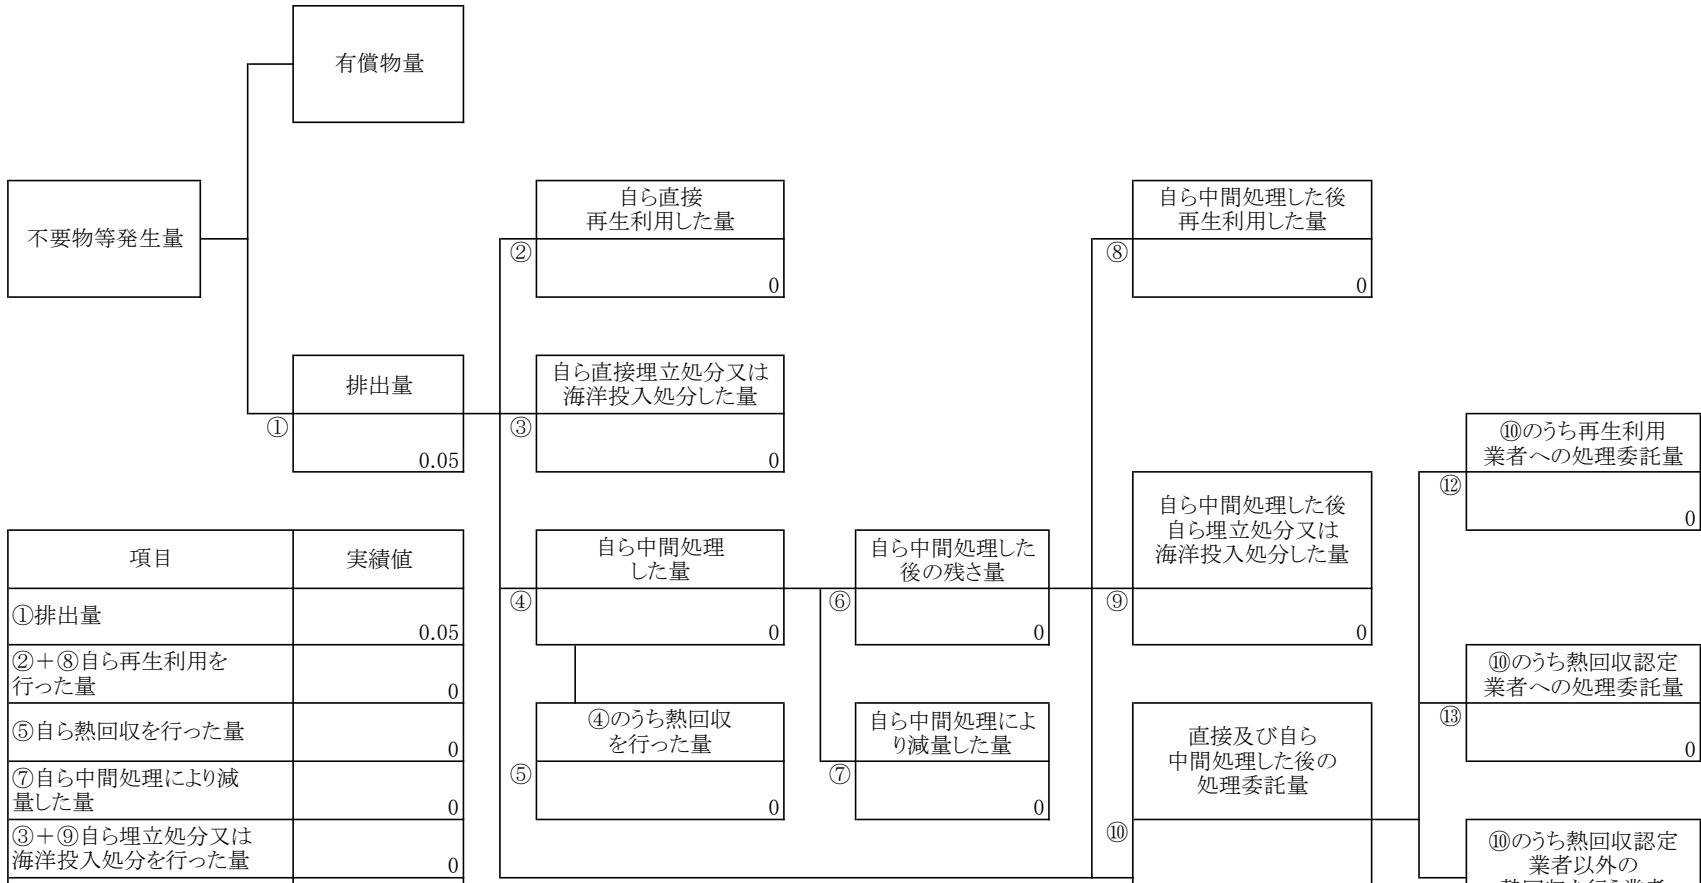 有償物量
不要物等発生量
自ら直接
再生利用した量
②
0
自ら中間処理した後
再生利用した量
⑧
0
排出量
①
0.05
自ら直接埋立処分又は
海洋投入処分した量
③
0
⑩のうち再生利用
業者への処理委託量
⑫
0
自ら中間処理
した量
④
0
自ら中間処理した
後の残さ量
⑥
0
自ら中間処理した後
自ら埋立処分又は
海洋投入処分した量
⑨
0
④のうち熱回収
を行った量
⑤
0
自ら中間処理によ
り減量した量
⑦
0
直接及び自ら
中間処理した後の
処理委託量
⑩
⑩のうち熱回収認定
業者への処理委託量
⑬
0
⑩のうち熱回収認定
業者以外の
項目 実績値
①排出量
0.05
②+⑧自ら再生利用を
行った量
0
⑤自ら熱回収を行った量
0
⑦自ら中間処理により減
量した量
0
③+⑨自ら埋立処分又は
海洋投入処分を行った量
0